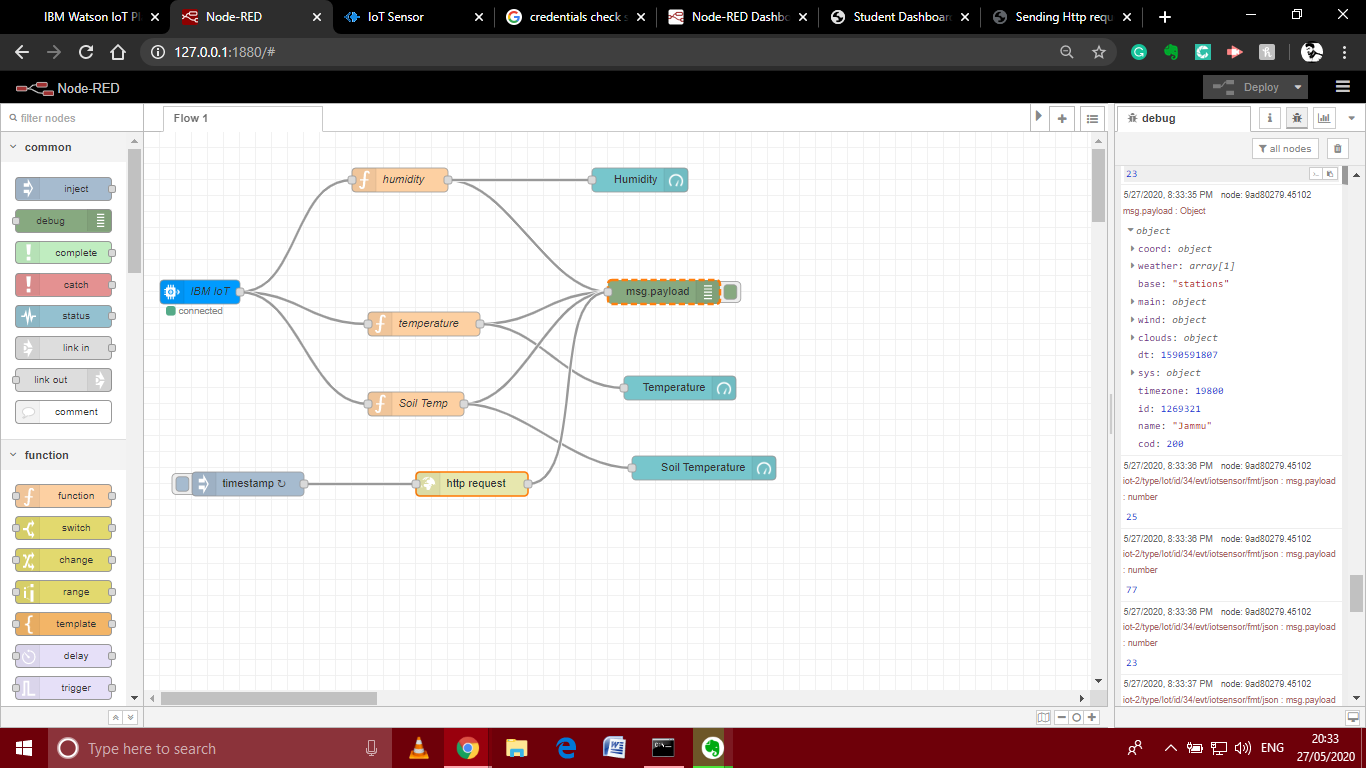 IBM Watson IoT Pl
Node-RED
IoT Sensor
credentials check s
Node-RED Dashb
Student Dashboar
Sending Http requ
127.0.0.1:1880/#
Node-RED
Deploy
filter nodes
Flow 1
debug
all nodes
common
inject
debug
complete
catch
status
link in
link out
comment
function
function
switch
change
range
template
delay
trigger
humidity
Humidity
IBM IoT
connected
msg.payload
temperature
Temperature
Soil Temp
Soil Temperature
timestamp ↻
http request
23
5/27/2020, 8:33:35 PM node: 9ad80279.45102
msg.payload : Object
object
coord: object
weather: array[1]
base: "stations"
main: object
wind: object
clouds: object
dt: 1590591807
sys: object
timezone: 19800
id: 1269321
name: "Jammu"
cod: 200
5/27/2020, 8:33:36 PM node: 9ad80279.45102
iot-2/type/Iot/id/34/evt/iotsensor/fmt/json : msg.payload
: number
25
5/27/2020, 8:33:36 PM node: 9ad80279.45102
iot-2/type/Iot/id/34/evt/iotsensor/fmt/json : msg.payload
: number
77
5/27/2020, 8:33:36 PM node: 9ad80279.45102
iot-2/type/Iot/id/34/evt/iotsensor/fmt/json : msg.payload
: number
23
5/27/2020, 8:33:37 PM node: 9ad80279.45102
iot-2/type/Iot/id/34/evt/iotsensor/fmt/json : msg.payload
Type here to search
ENG
20:33
27/05/2020